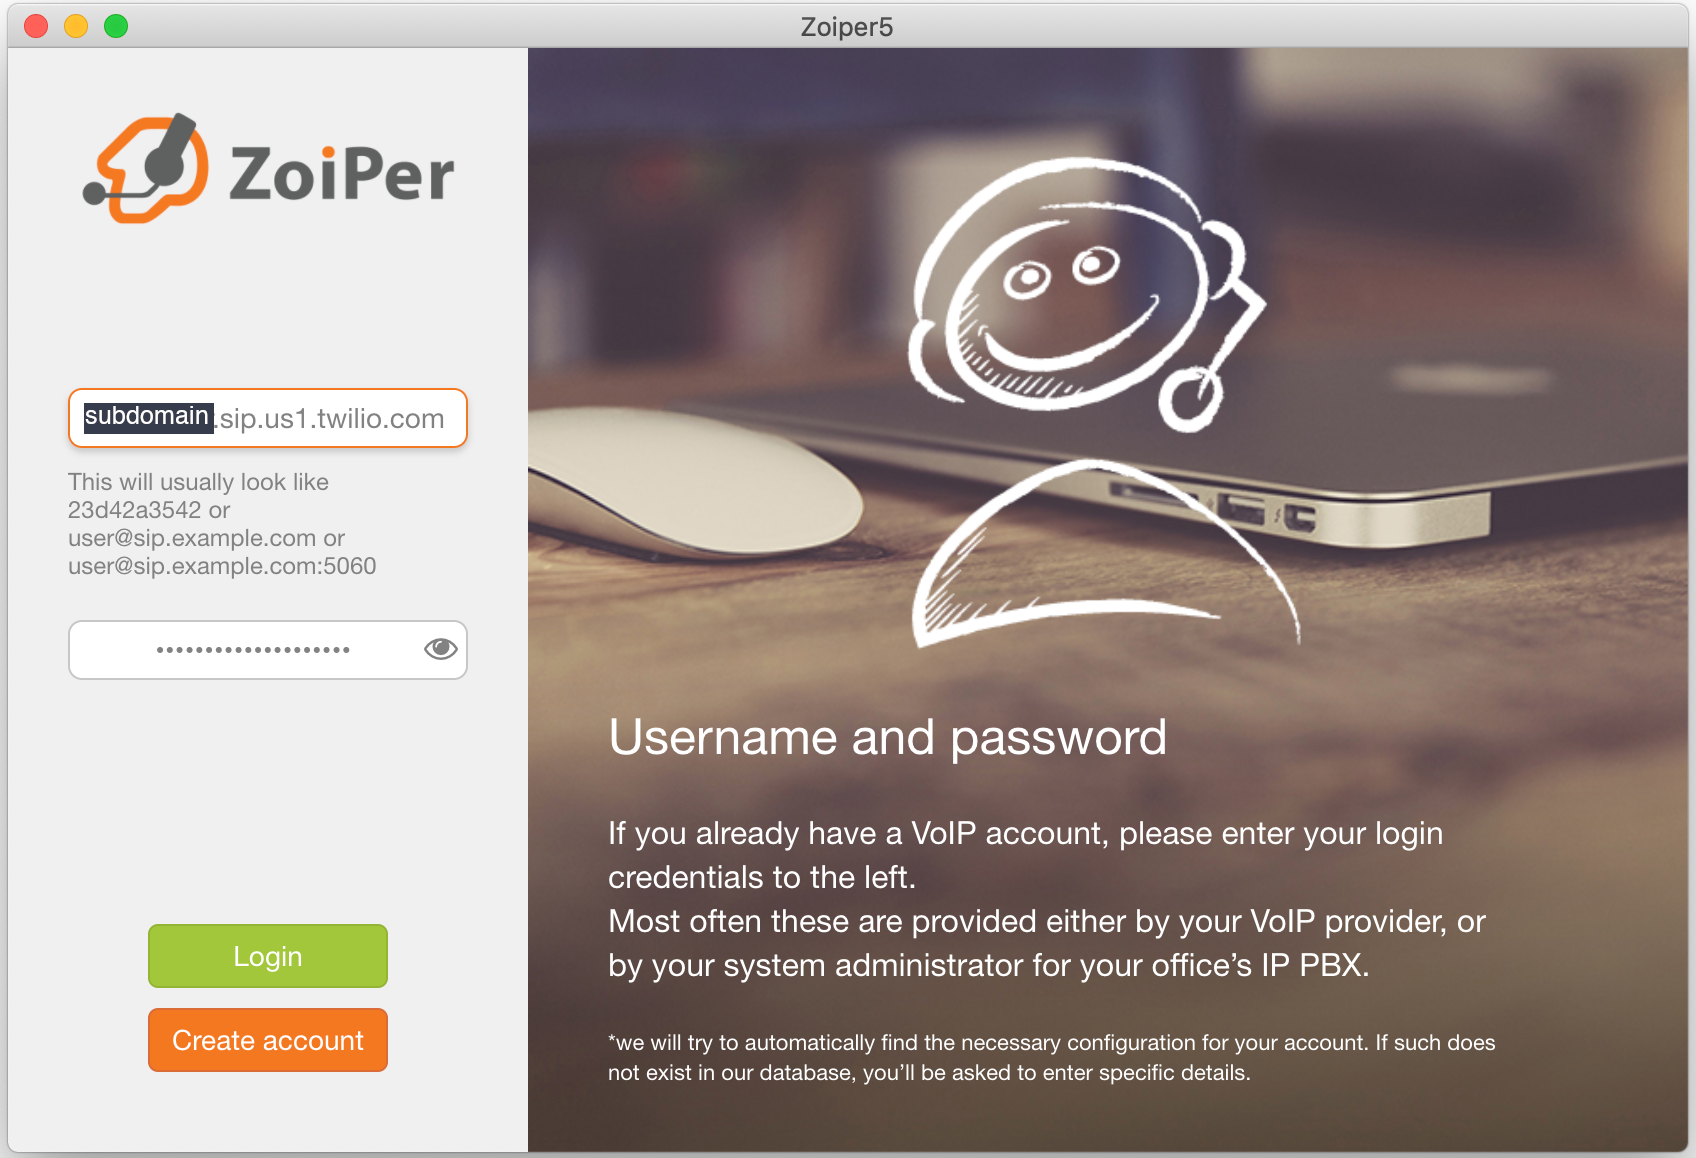 Zoiper5
ZoiPer
subdomain.sip.us1.twilio.com
This will usually look like
23d42a3542 or
user@sip.example.com or
user@sip.example.com:5060
••••••••••••••••••••
Login
Create account
Username and password
If you already have a VoIP account, please enter your login
credentials to the left.
Most often these are provided either by your VoIP provider, or
by your system administrator for your office’s IP PBX.
*we will try to automatically find the necessary configuration for your account. If such does
not exist in our database, you’ll be asked to enter specific details.